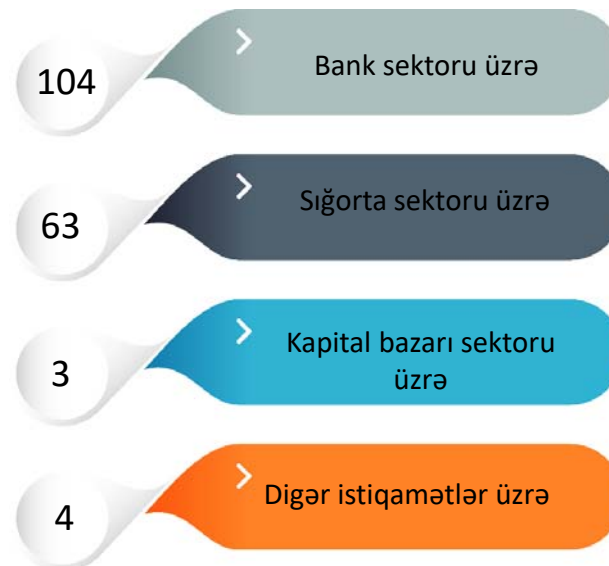 104
Bank sektoru üzrə
63
Sığorta sektoru üzrə
3
Kapital bazarı sektoru
üzrə
4
Digər istiqamətlər üzrə